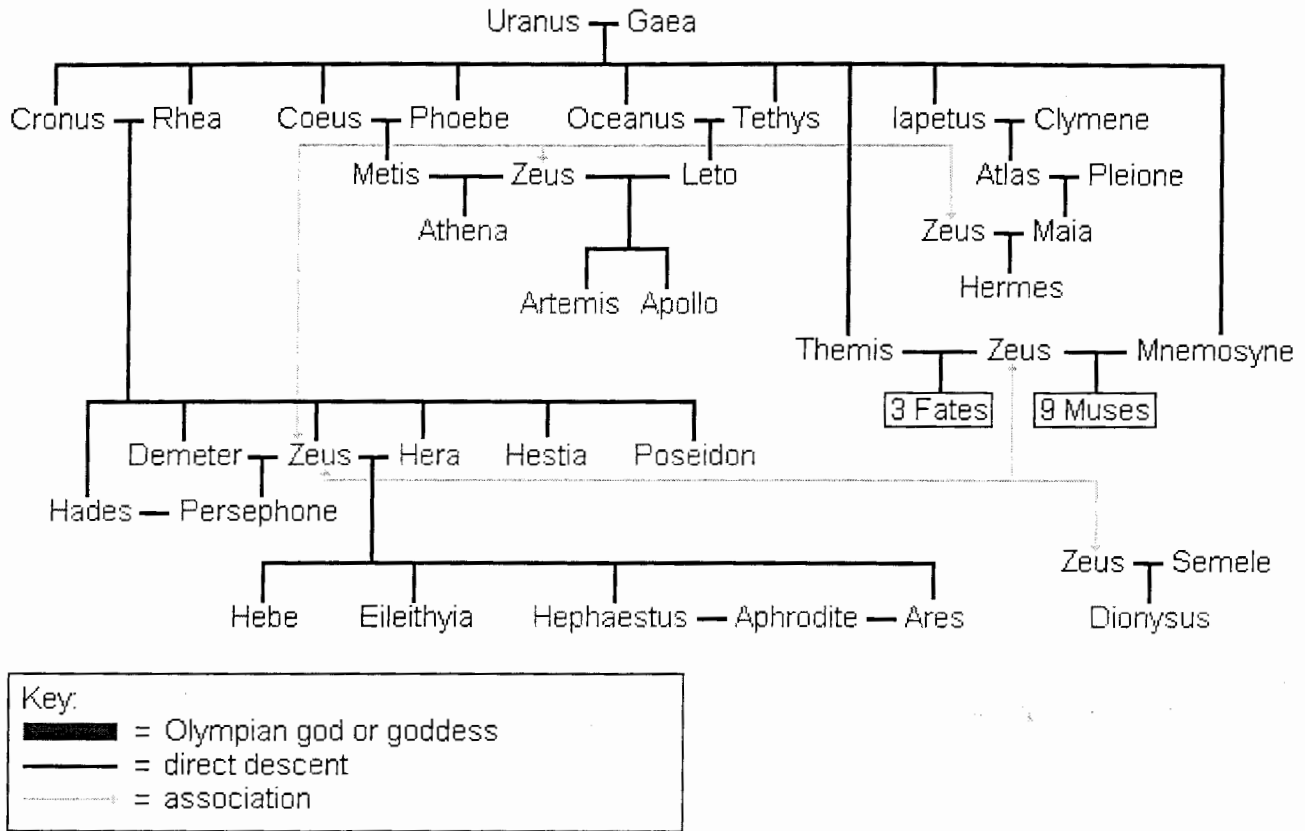 Uranus Gaea
Cronus Rhea Coeus Phoebe Oceanus Tethys Iapetus Clymene
Metis Zeus Leto Atlas Pleione
Athena Zeus Maia
Artemis Apollo Hermes
Themis Zeus Mnemosyne
3 Fates 9 Muses
Demeter Zeus Hera Hestia Poseidon
Hades Persephone
Zeus Semele
Hebe Eileithyia Hephaestus Aphrodite Ares Dionysus
Key:
= Olympian god or goddess
= direct descent
= association